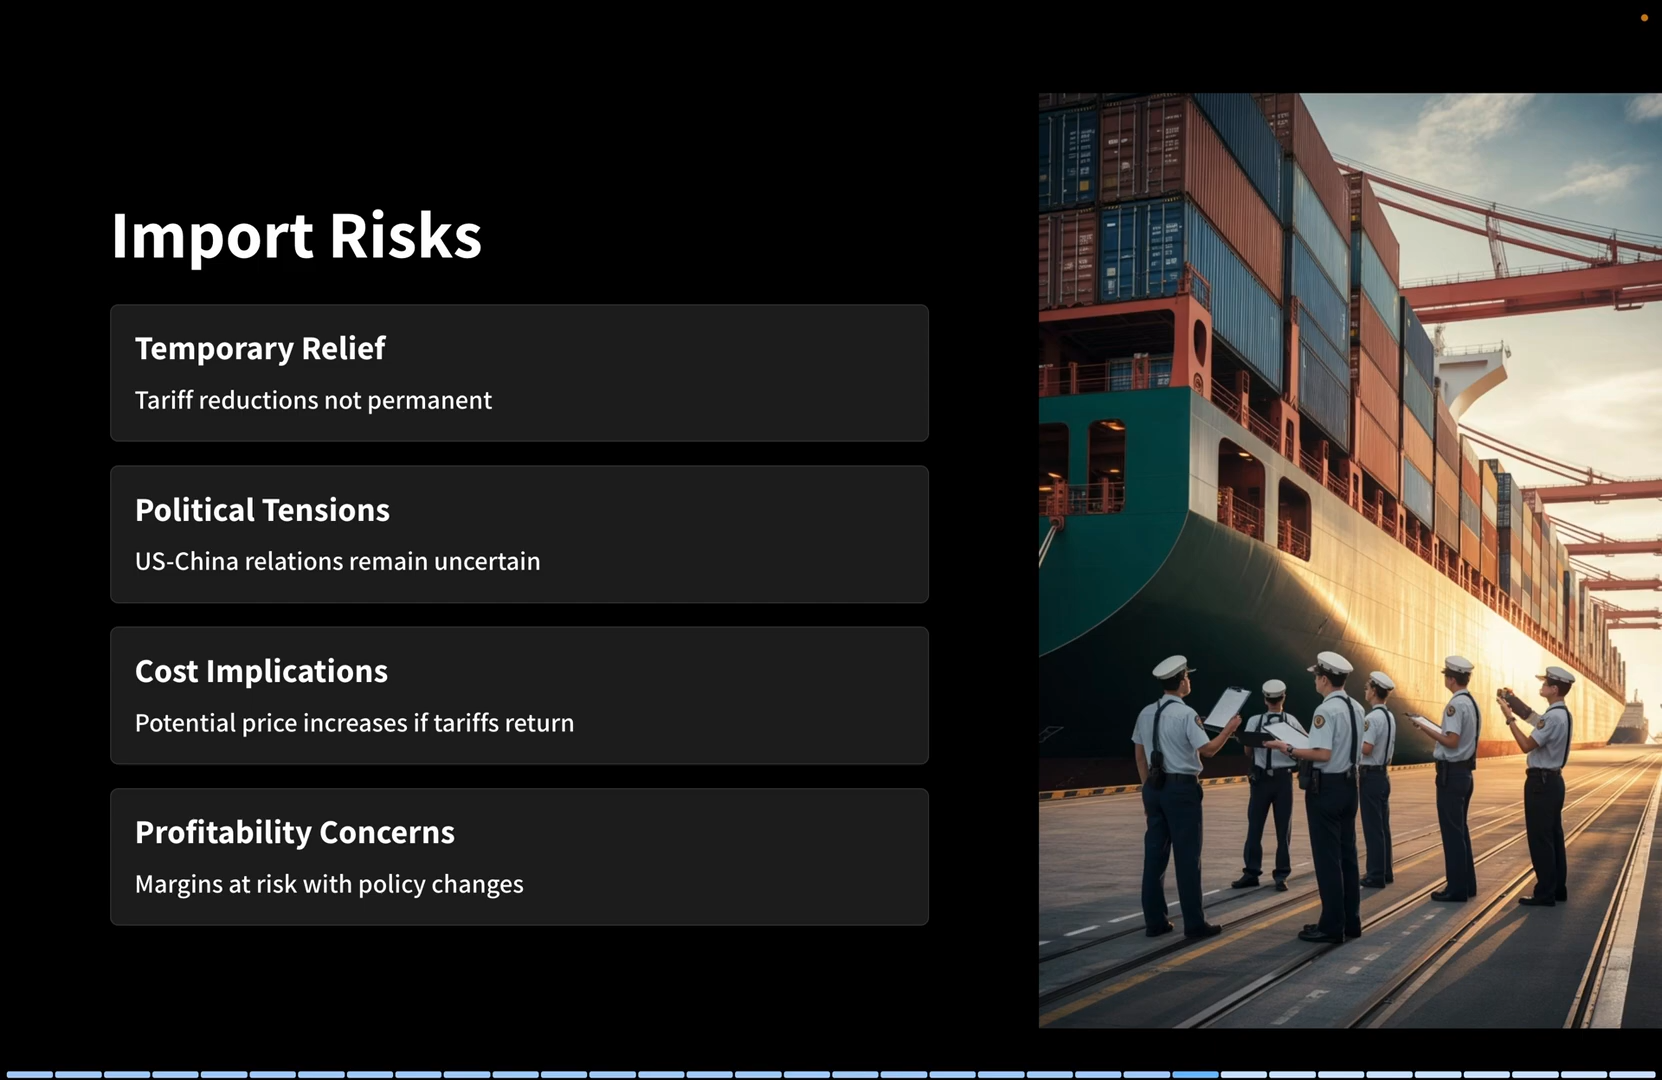 Import Risks
Temporary Relief
Tariff reductions not permanent
Political Tensions
US-China relations remain uncertain
Cost Implications
Potential price increases if tariffs return
Profitability Concerns
Margins at risk with policy changes